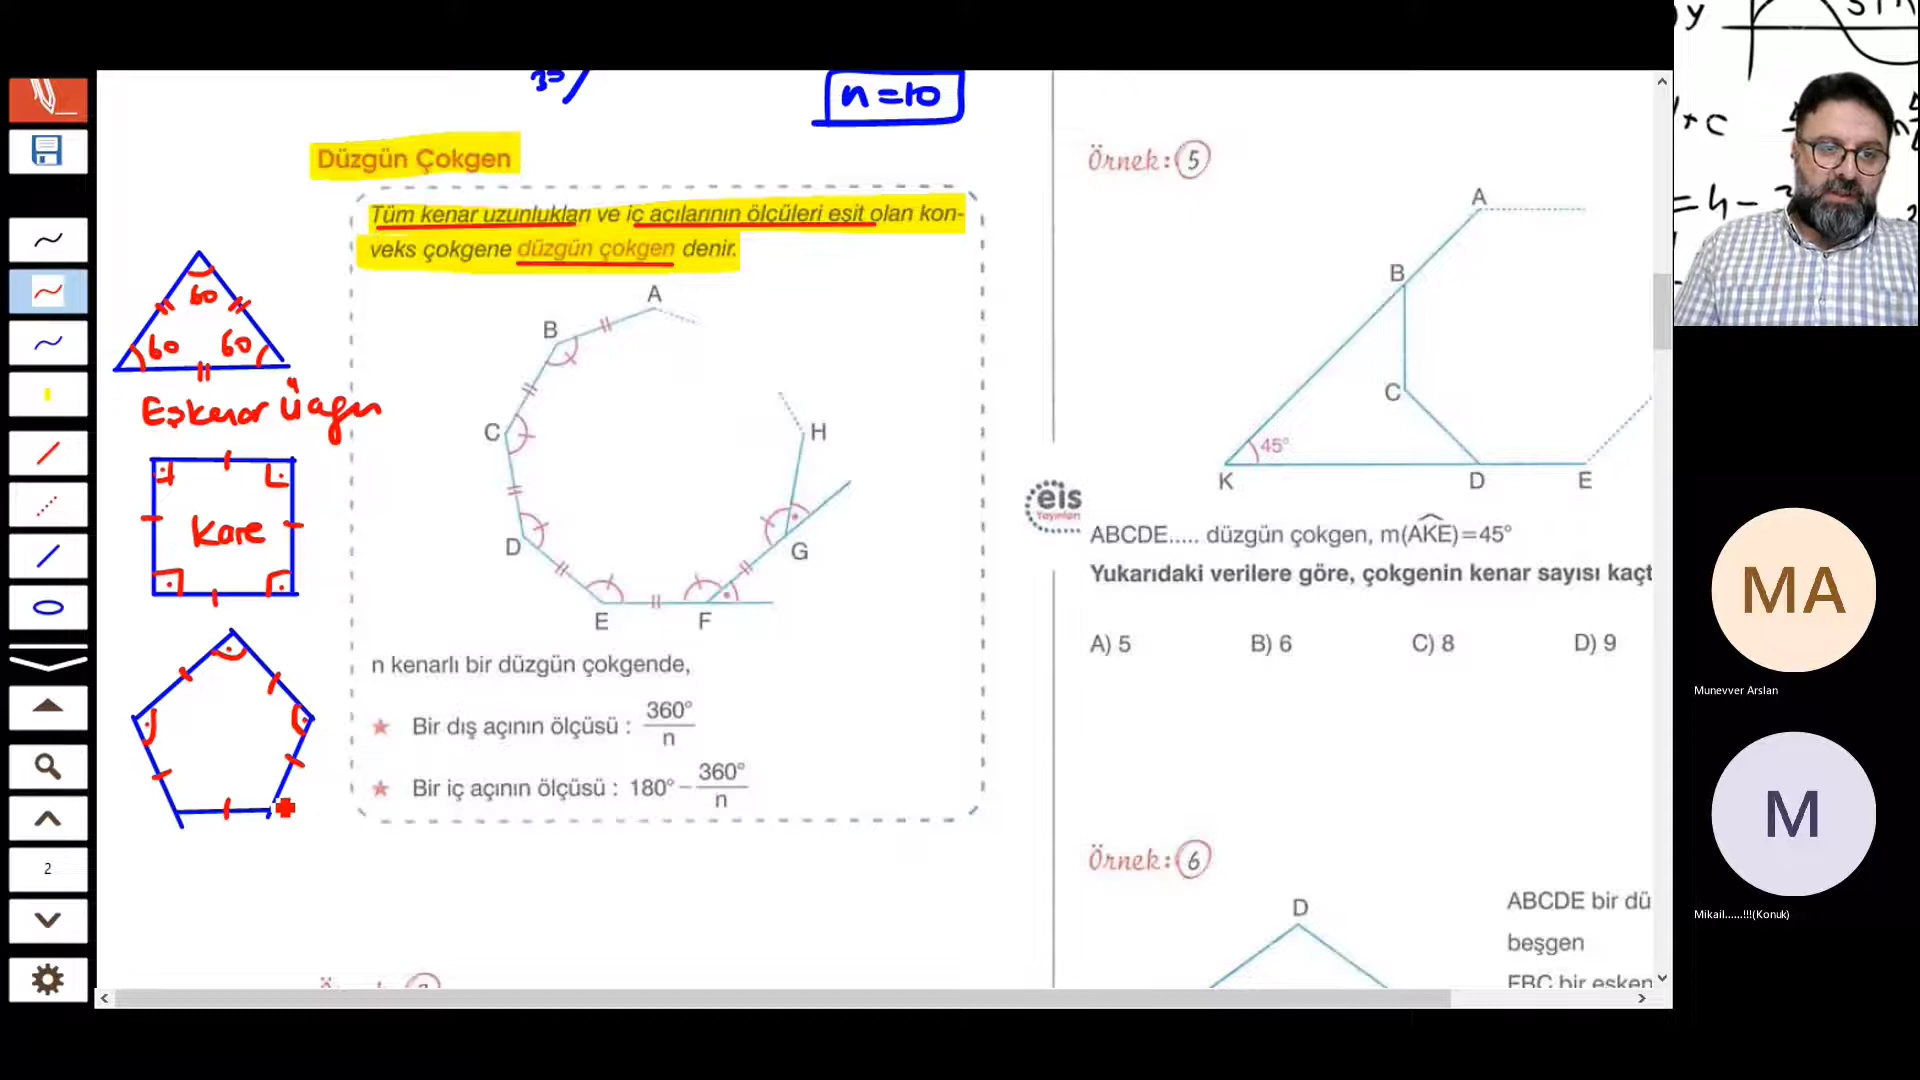 n=10
Düzgün Çokgen
Tüm kenar uzunlukları ve iç açılarının ölçüleri eşit olan kon-
veks çokgene düzgün çokgen denir.
60
60 60
Eşkenar Üçgen
Kare
A
B
C
D
E
F
G
H
n kenarlı bir düzgün çokgende,
★ Bir dış açının ölçüsü : 360°/n
★ Bir iç açının ölçüsü : 180° – 360°/n
Örnek: 5
A
B
C
45°
K D E
eis
Yayınları
ABCDE..... düzgün çokgen, m(AKE)=45°
Yukarıdaki verilere göre, çokgenin kenar sayısı
A) 5 B) 6 C) 8 D) 9
Örnek: 6
D
ABCDE bir
beşgen
bir
2
y
+c
MA
Munevver Arslan
M
Mikail......!!!(Konuk)